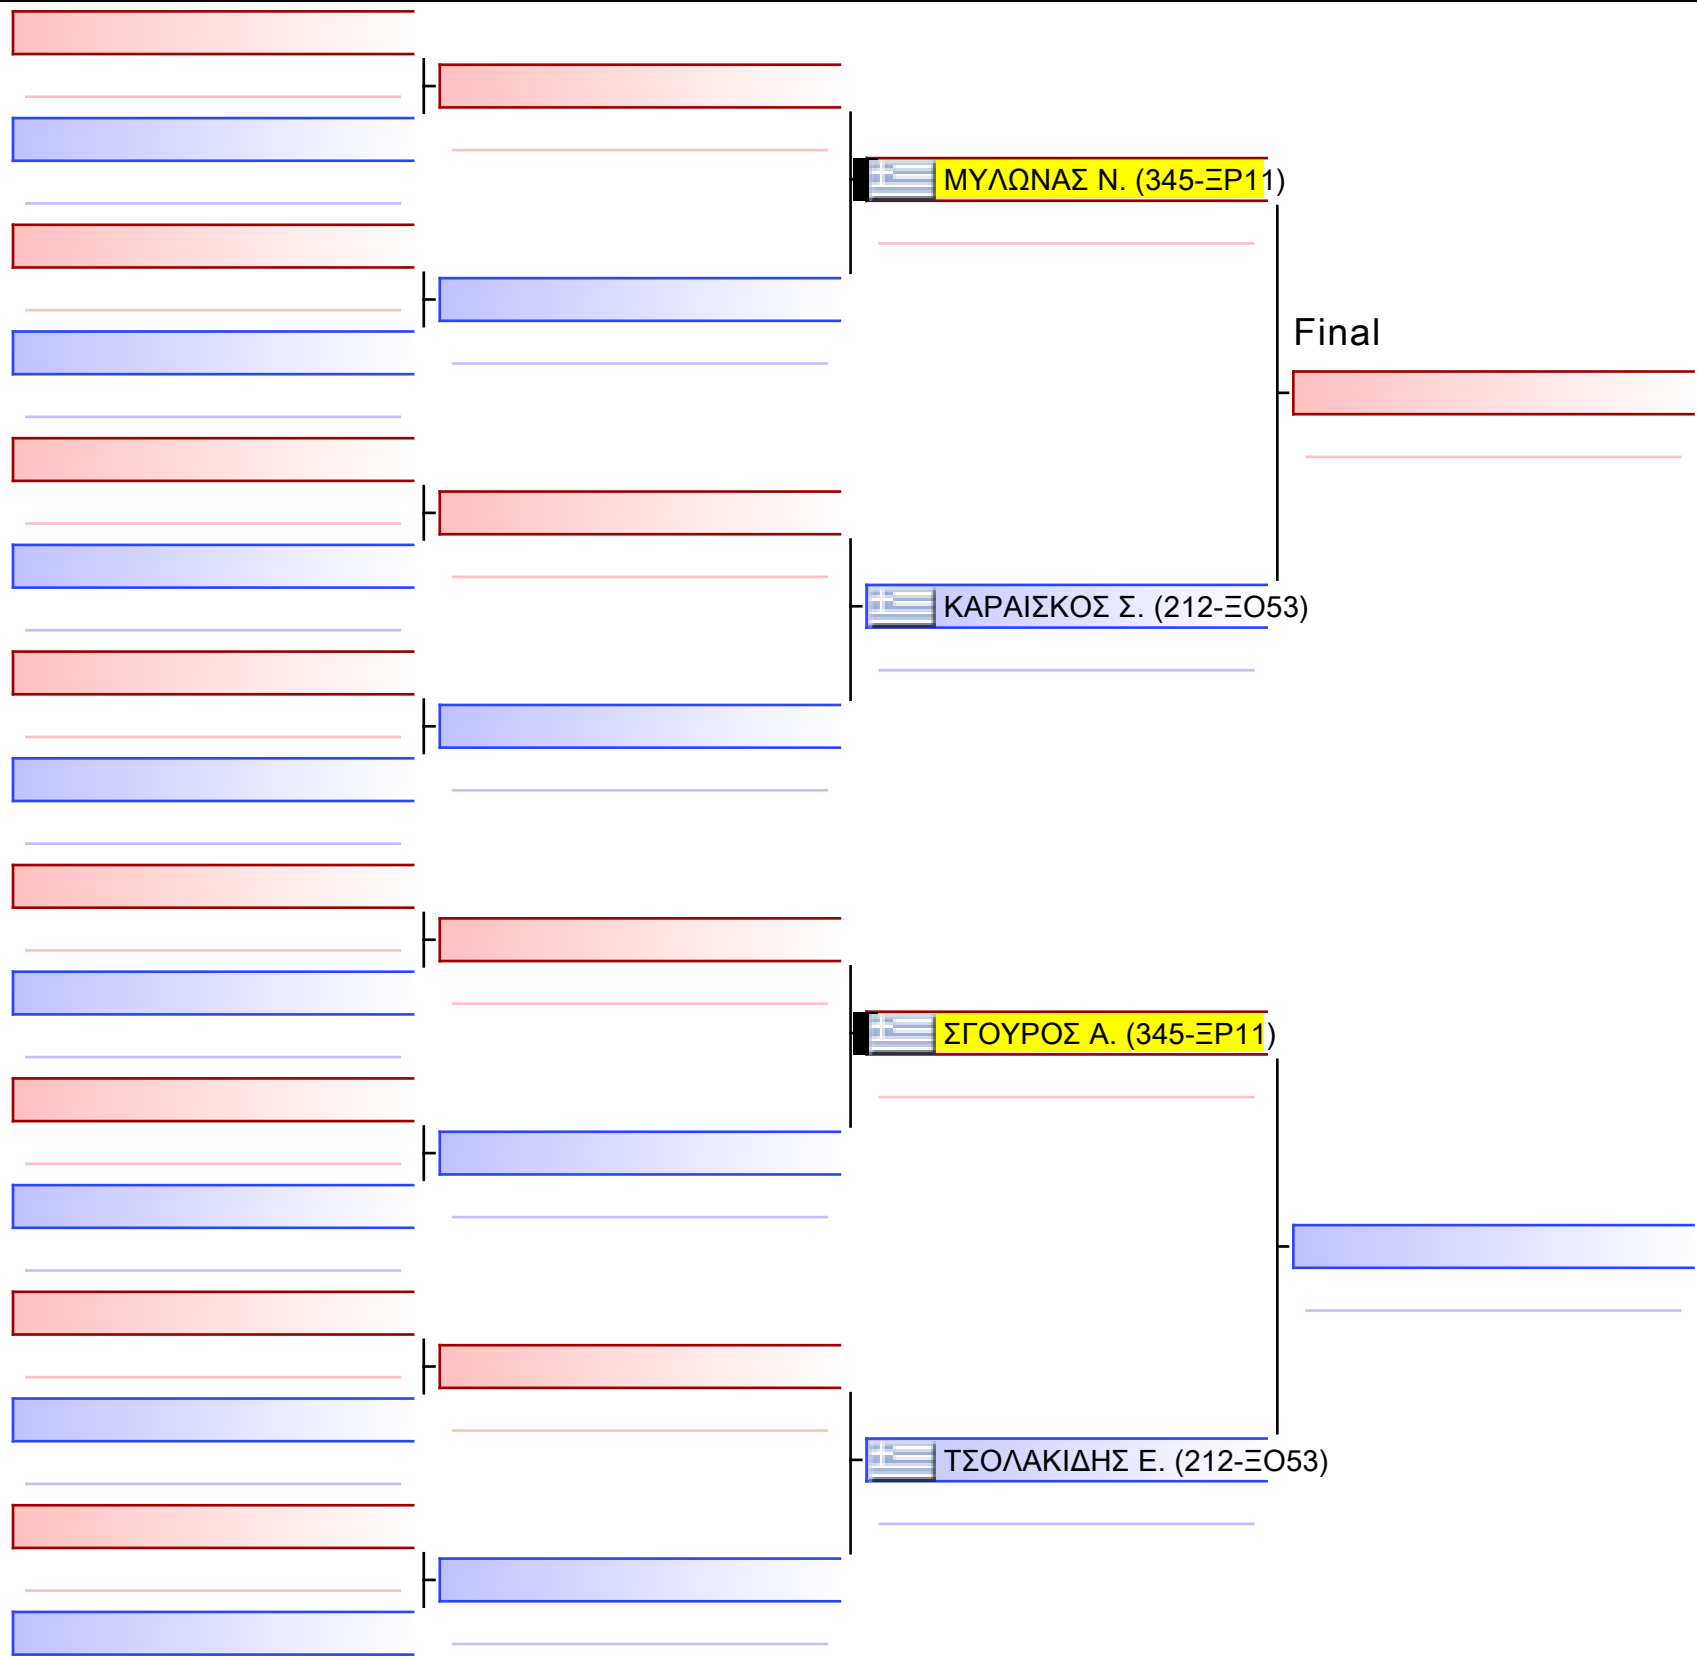 ΜΥΛΩΝΑΣ Ν. (345-ΞΡ11)
Final
ΚΑΡΑΙΣΚΟΣ Σ. (212-ΞΟ53)
ΣΓΟΥΡΟΣ Α. (345-ΞΡ11)
ΤΣΟΛΑΚΙΔΗΣ Ε. (212-ΞΟ53)